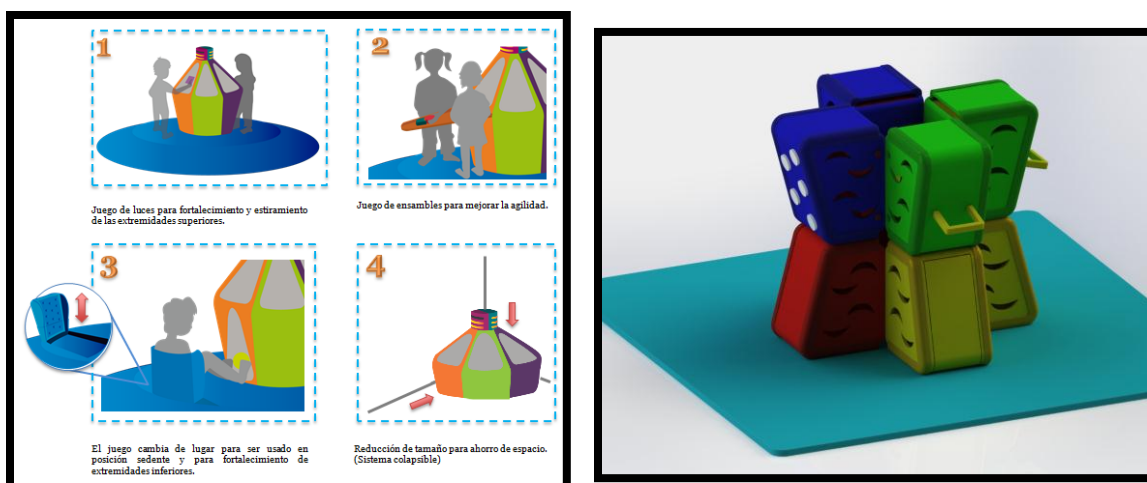 1
Juego de luces para fortalecimiento y estiramiento
de las extremidades superiores.
2
Juego de ensambles para mejorar la agilidad.
3
El juego cambia de lugar para ser usado en
posición sedente y para fortalecimiento de
extremidades inferiores.
4
Reducción de tamaño para ahorro de espacio.
(Sistema colapsible)